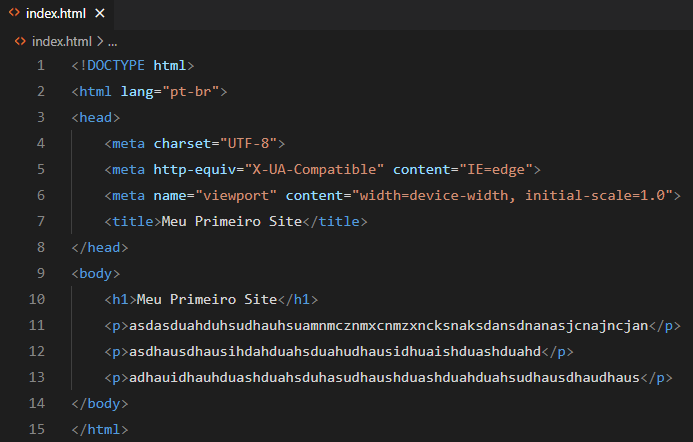 index.html
index.html > ...
1 <!DOCTYPE html>
2 <html lang="pt-br">
3 <head>
4 <meta charset="UTF-8">
5 <meta http-equiv="X-UA-Compatible" content="IE=edge">
6 <meta name="viewport" content="width=device-width, initial-scale=1.0">
7 <title>Meu Primeiro Site</title>
8 </head>
9 <body>
10 <h1>Meu Primeiro Site</h1>
11 <p>asdasduahduhsudhauhsuamnmcznmxcnmzxncksnaksdansdnanasjcnajncjan</p>
12 <p>asdhausdhausihdahduahsduahudhausidhuaishduashduahd</p>
13 <p>adhauidhauhduashduahsduhasudhaushduashduahduahsudhausdhaudhaus</p>
14 </body>
15 </html>